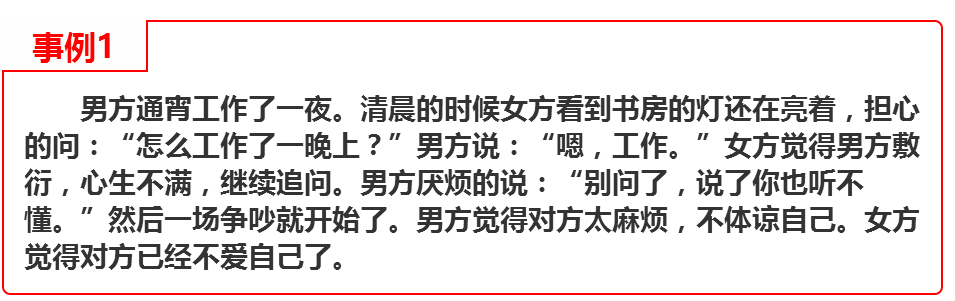 事例1
男方通宵工作了一夜。清晨的时候女方看到书房的灯还在亮着，担心
的问：“怎么工作了一晚上？”男方说：“嗯，工作。”女方觉得男方敷
衍，心生不满，继续追问。男方厌烦的说：“别问了，说了你也听不
懂。”然后一场争吵就开始了。男方觉得对方太麻烦，不体谅自己。女方
觉得对方已经不爱自己了。